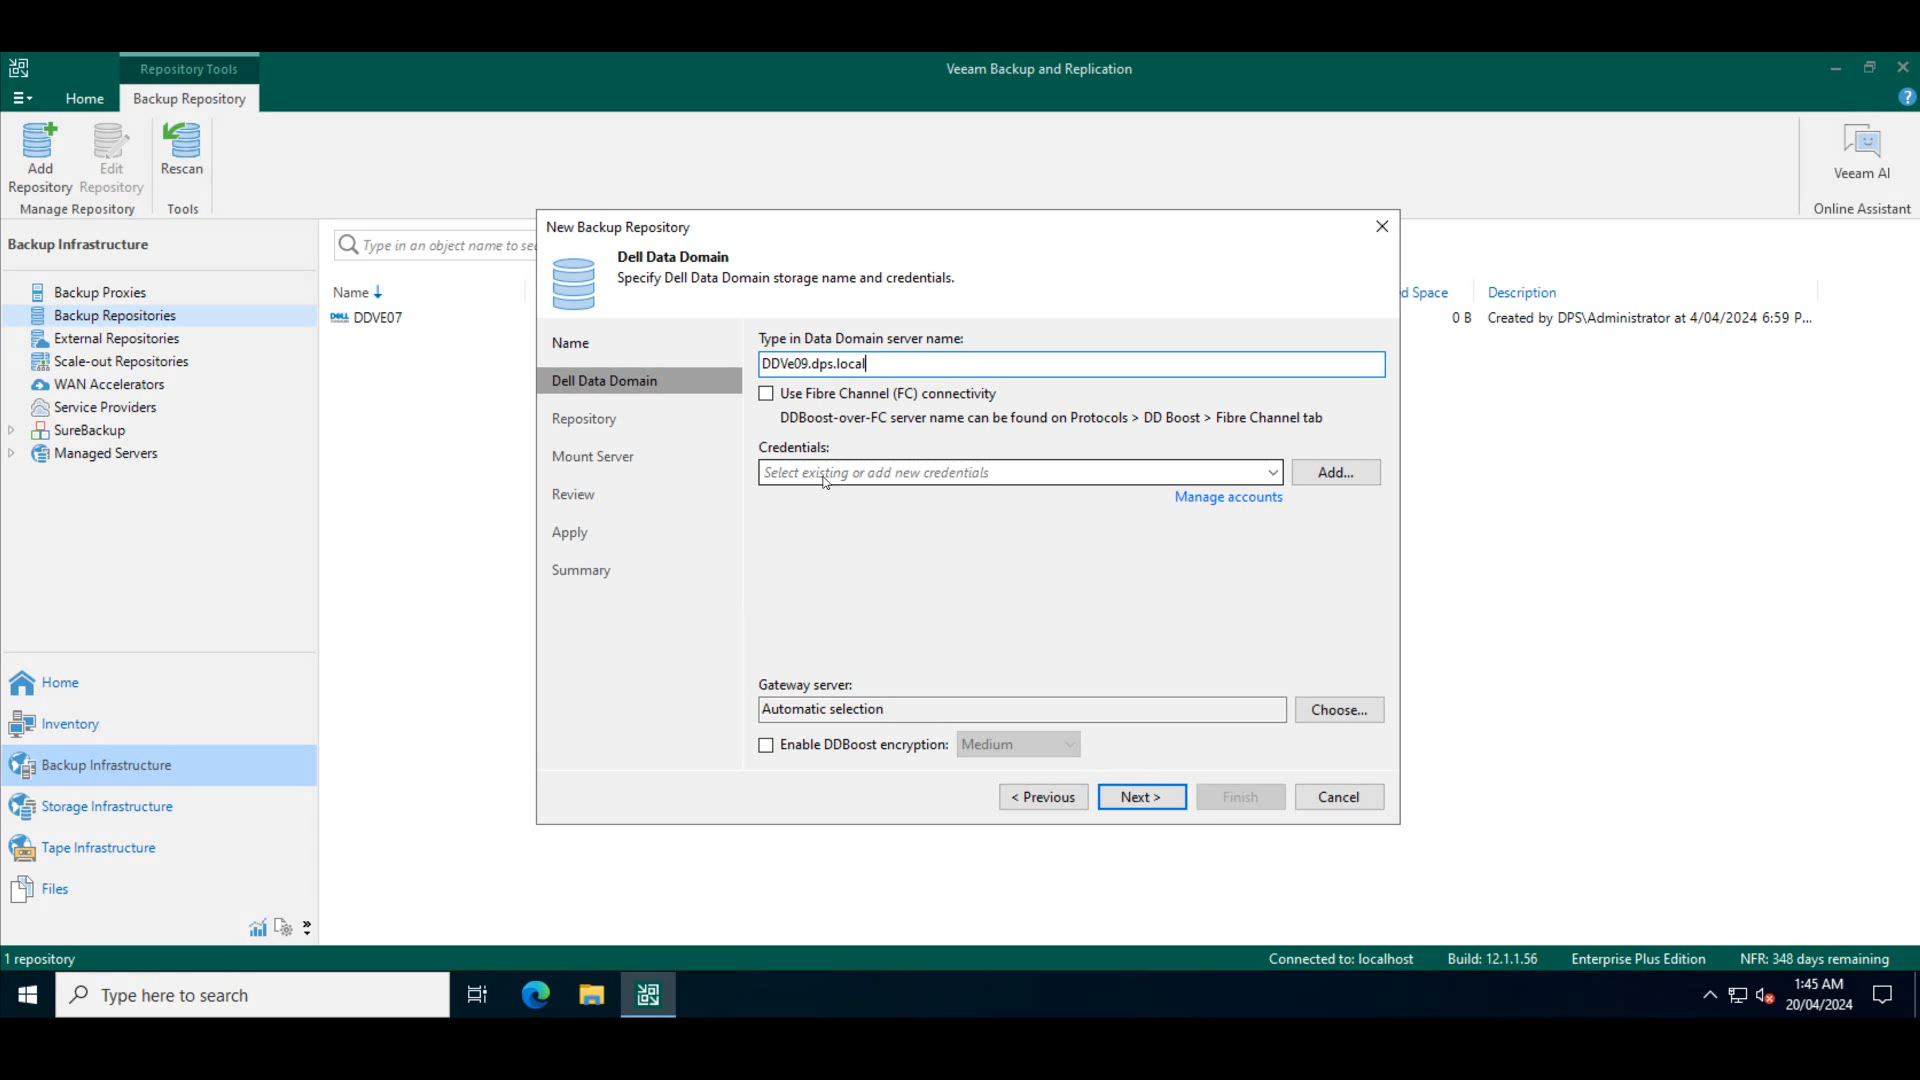 Repository Tools
Veeam Backup and Replication
Home
Backup Repository
Add Repository
Edit Repository
Rescan
Manage Repository
Tools
Veeam AI
Online Assistant
Backup Infrastructure
Backup Proxies
Backup Repositories
External Repositories
Scale-out Repositories
WAN Accelerators
Service Providers
SureBackup
Managed Servers
Home
Inventory
Backup Infrastructure
Storage Infrastructure
Tape Infrastructure
Files
Type in an object name to se
Name
DDVE07
d Space
Description
0 B
Created by DPS\Administrator at 4/04/2024 6:59 P...
New Backup Repository
Dell Data Domain
Specify Dell Data Domain storage name and credentials.
Name
Dell Data Domain
Repository
Mount Server
Review
Apply
Summary
Type in Data Domain server name:
DDVe09.dps.local
Use Fibre Channel (FC) connectivity
DDBoost-over-FC server name can be found on Protocols > DD Boost > Fibre Channel tab
Credentials:
Select existing or add new credentials
Add...
Manage accounts
Gateway server:
Automatic selection
Choose...
Enable DDBoost encryption:
Medium
< Previous
Next >
Finish
Cancel
1 repository
Connected to: localhost
Build: 12.1.1.56
Enterprise Plus Edition
NFR: 348 days remaining
Type here to search
1:45 AM
20/04/2024